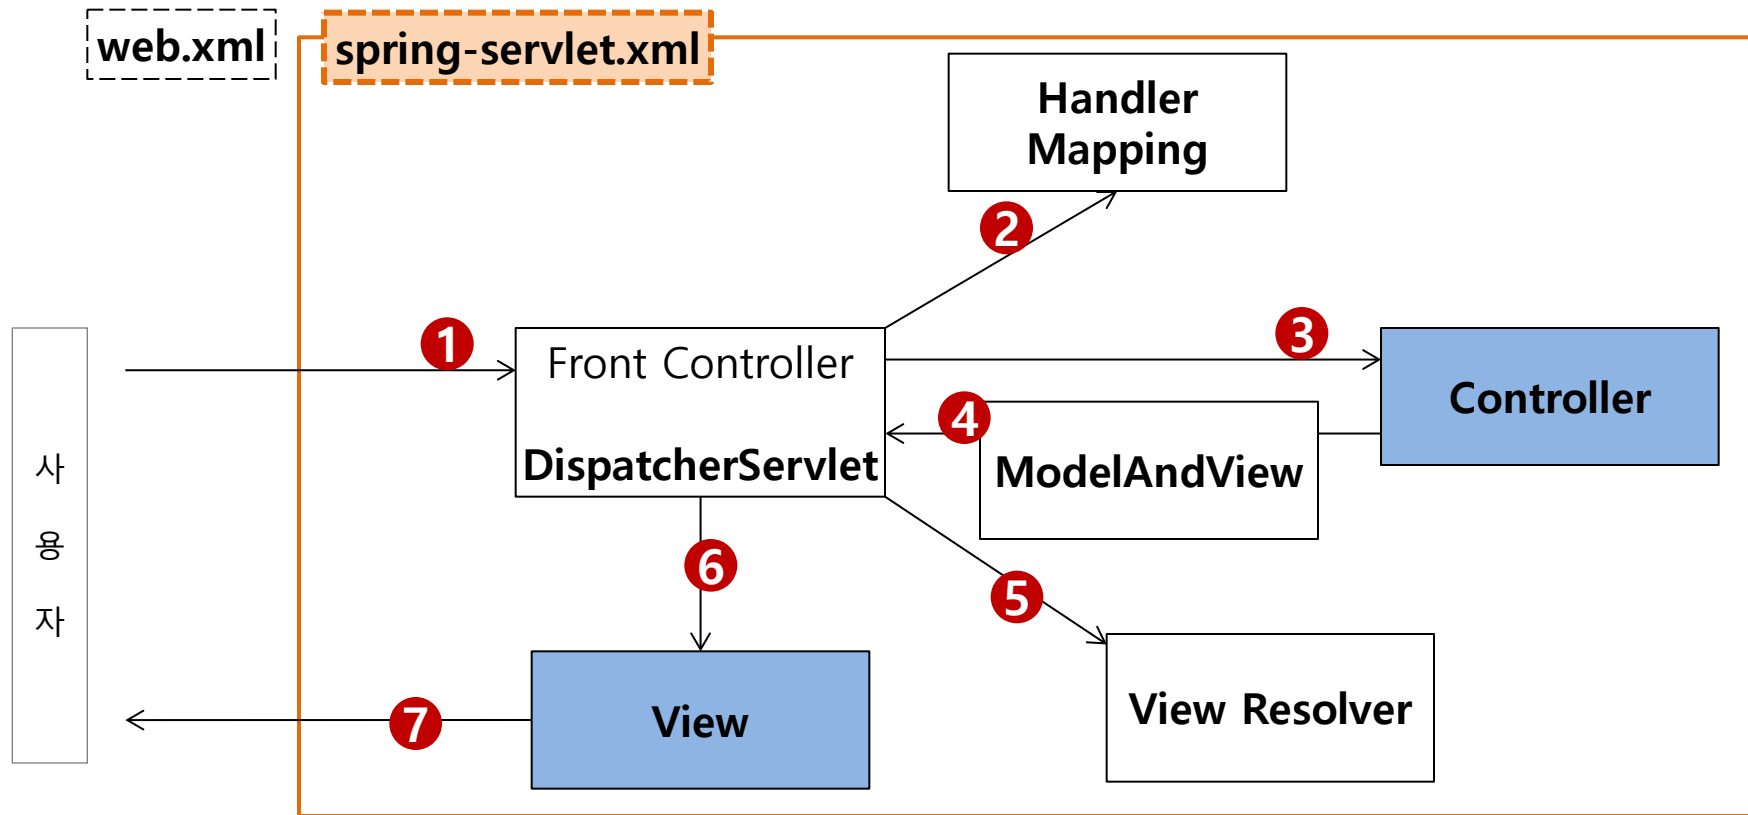 web.xml
spring-servlet.xml
Handler
Mapping
2
1
3
Front Controller
DispatcherServlet
4
ModelAndView
Controller
사
용
자
6
5
7
View
View Resolver